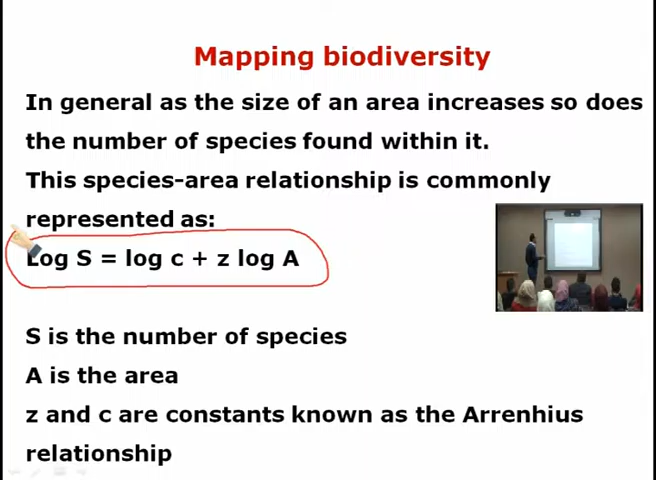 Mapping biodiversity
In general as the size of an area increases so does
the number of species found within it.
This species-area relationship is commonly
represented as:
Log S = log c + z log A
S is the number of species
A is the area
z and c are constants known as the Arrenhius
relationship